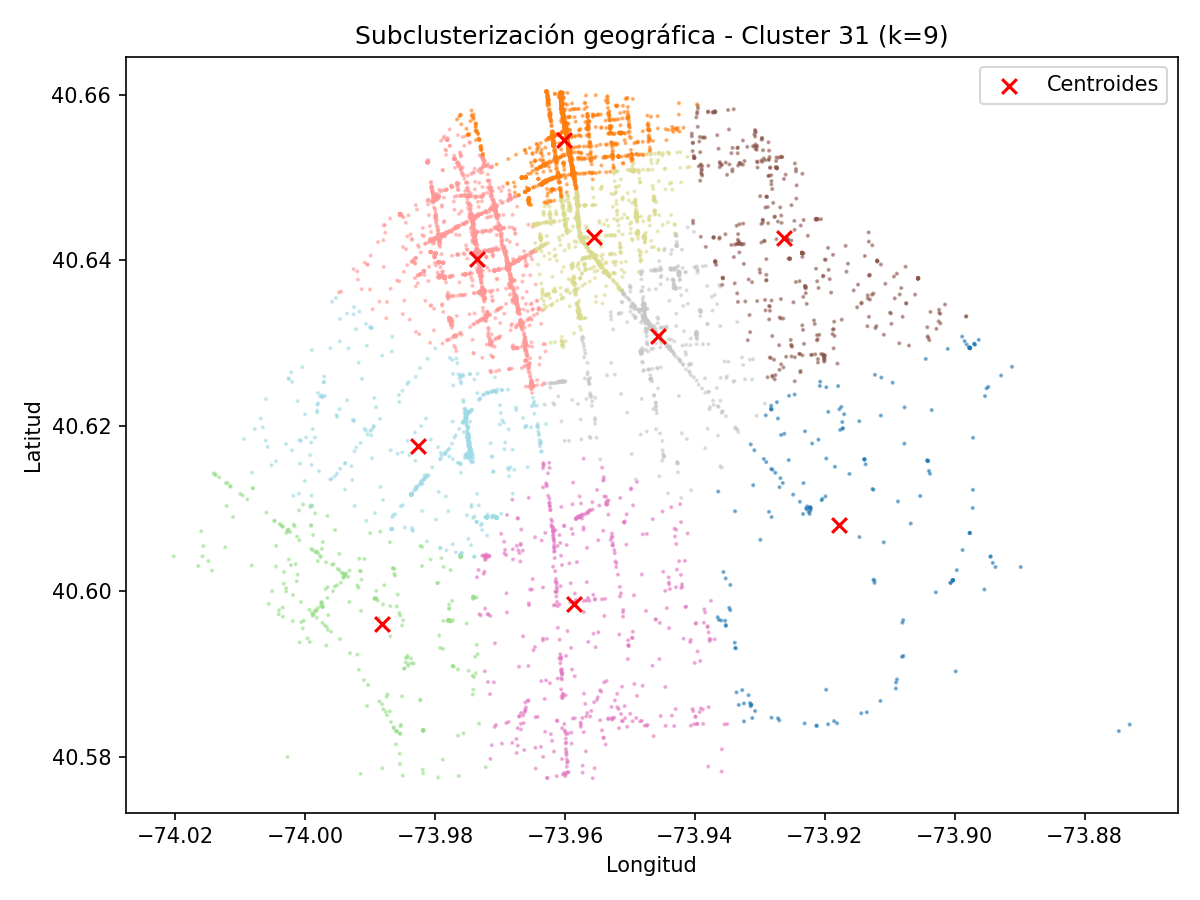 Subclusterización geográfica - Cluster 31 (k=9)
Centroides
40.66
40.64
40.62
40.60
40.58
Latitud
−74.02 −74.00 −73.98 −73.96 −73.94 −73.92 −73.90 −73.88
Longitud